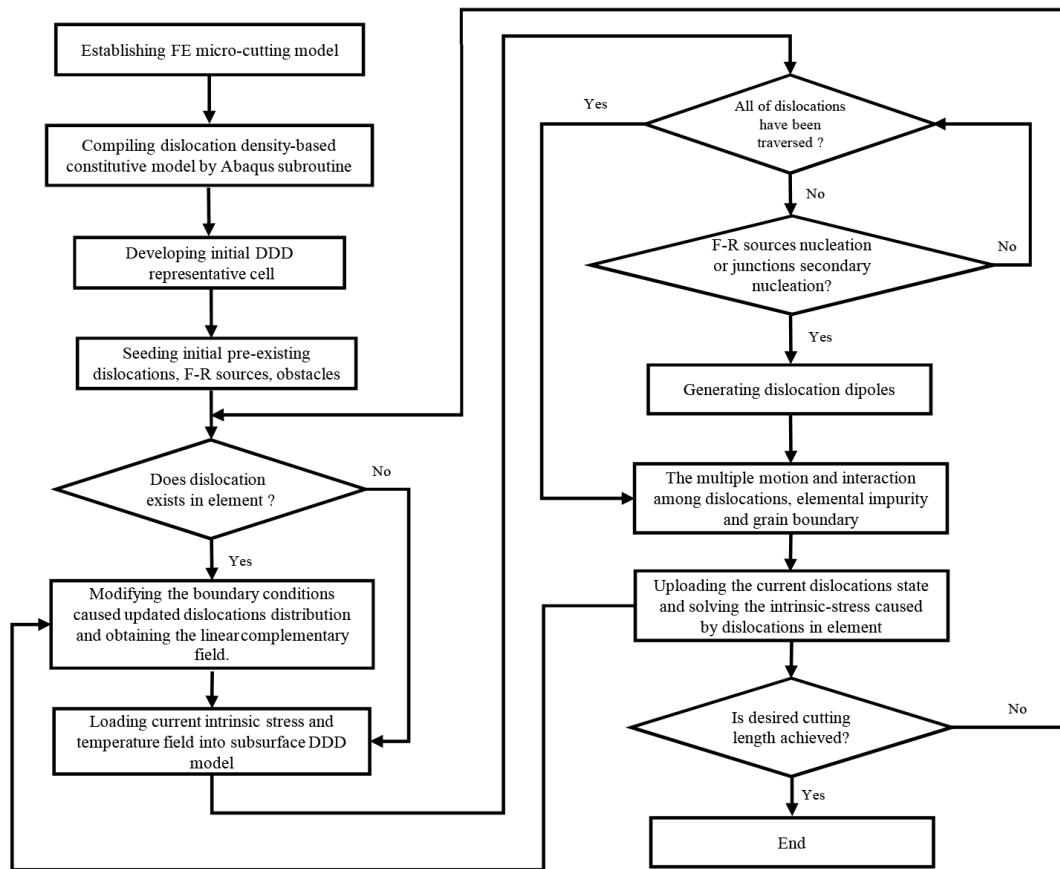 Establishing FE micro-cutting model
Compiling dislocation density-based
constitutive model by Abaqus subroutine
Developing initial DDD
representative cell
Seeding initial pre-existing
dislocations, F-R sources, obstacles
Does dislocation
exists in element ?
No
Yes
Modifying the boundary conditions
caused updated dislocations distribution
and obtaining the linear complementary
field.
Loading current intrinsic stress and
temperature field into subsurface DDD
model
All of dislocations
have been
traversed ?
Yes
No
F-R sources nucleation
or junctions secondary
nucleation?
No
Yes
Generating dislocation dipoles
The multiple motion and interaction
among dislocations, elemental impurity
and grain boundary
Uploading the current dislocations state
and solving the intrinsic-stress caused
by dislocations in element
Is desired cutting
length achieved?
No
Yes
End